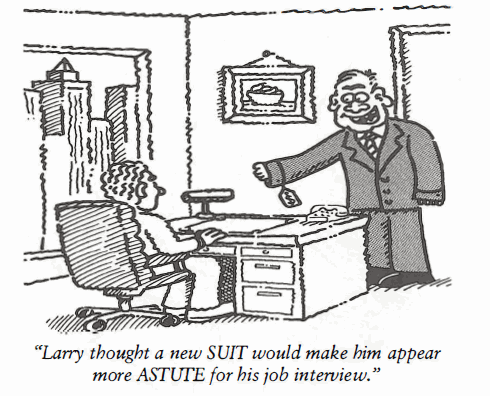 “Larry thought a new SUIT would make him appear
more ASTUTE for his job interview.”